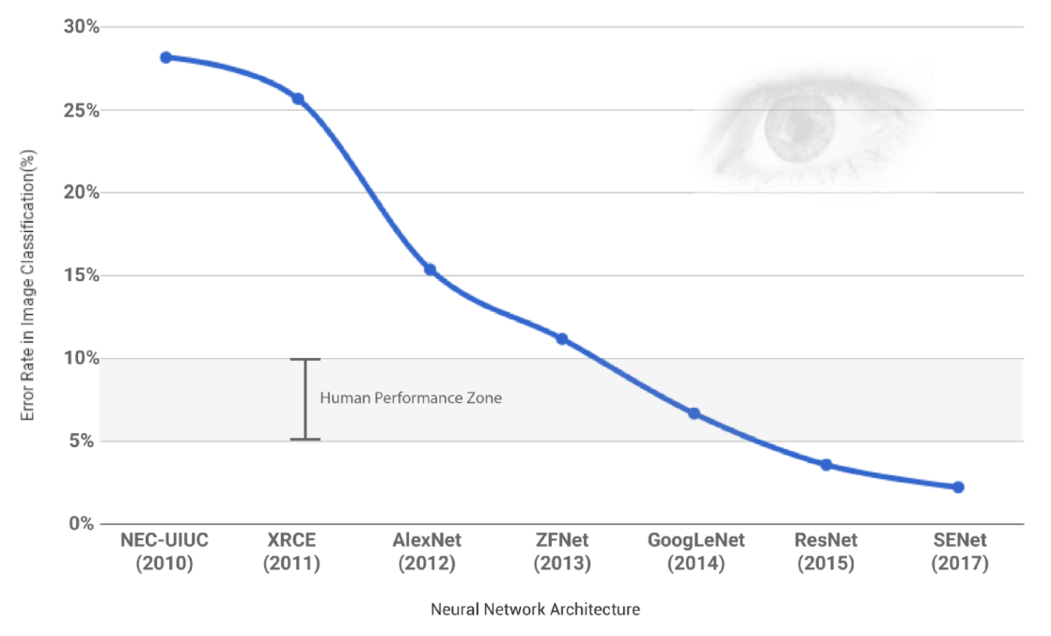 30%
25%
20%
15%
10%
5%
0%
Error Rate in Image Classification(%)
Human Performance Zone
NEC-UIUC
(2010)
XRCE
(2011)
AlexNet
(2012)
ZFNet
(2013)
GoogLeNet
(2014)
ResNet
(2015)
SENet
(2017)
Neural Network Architecture